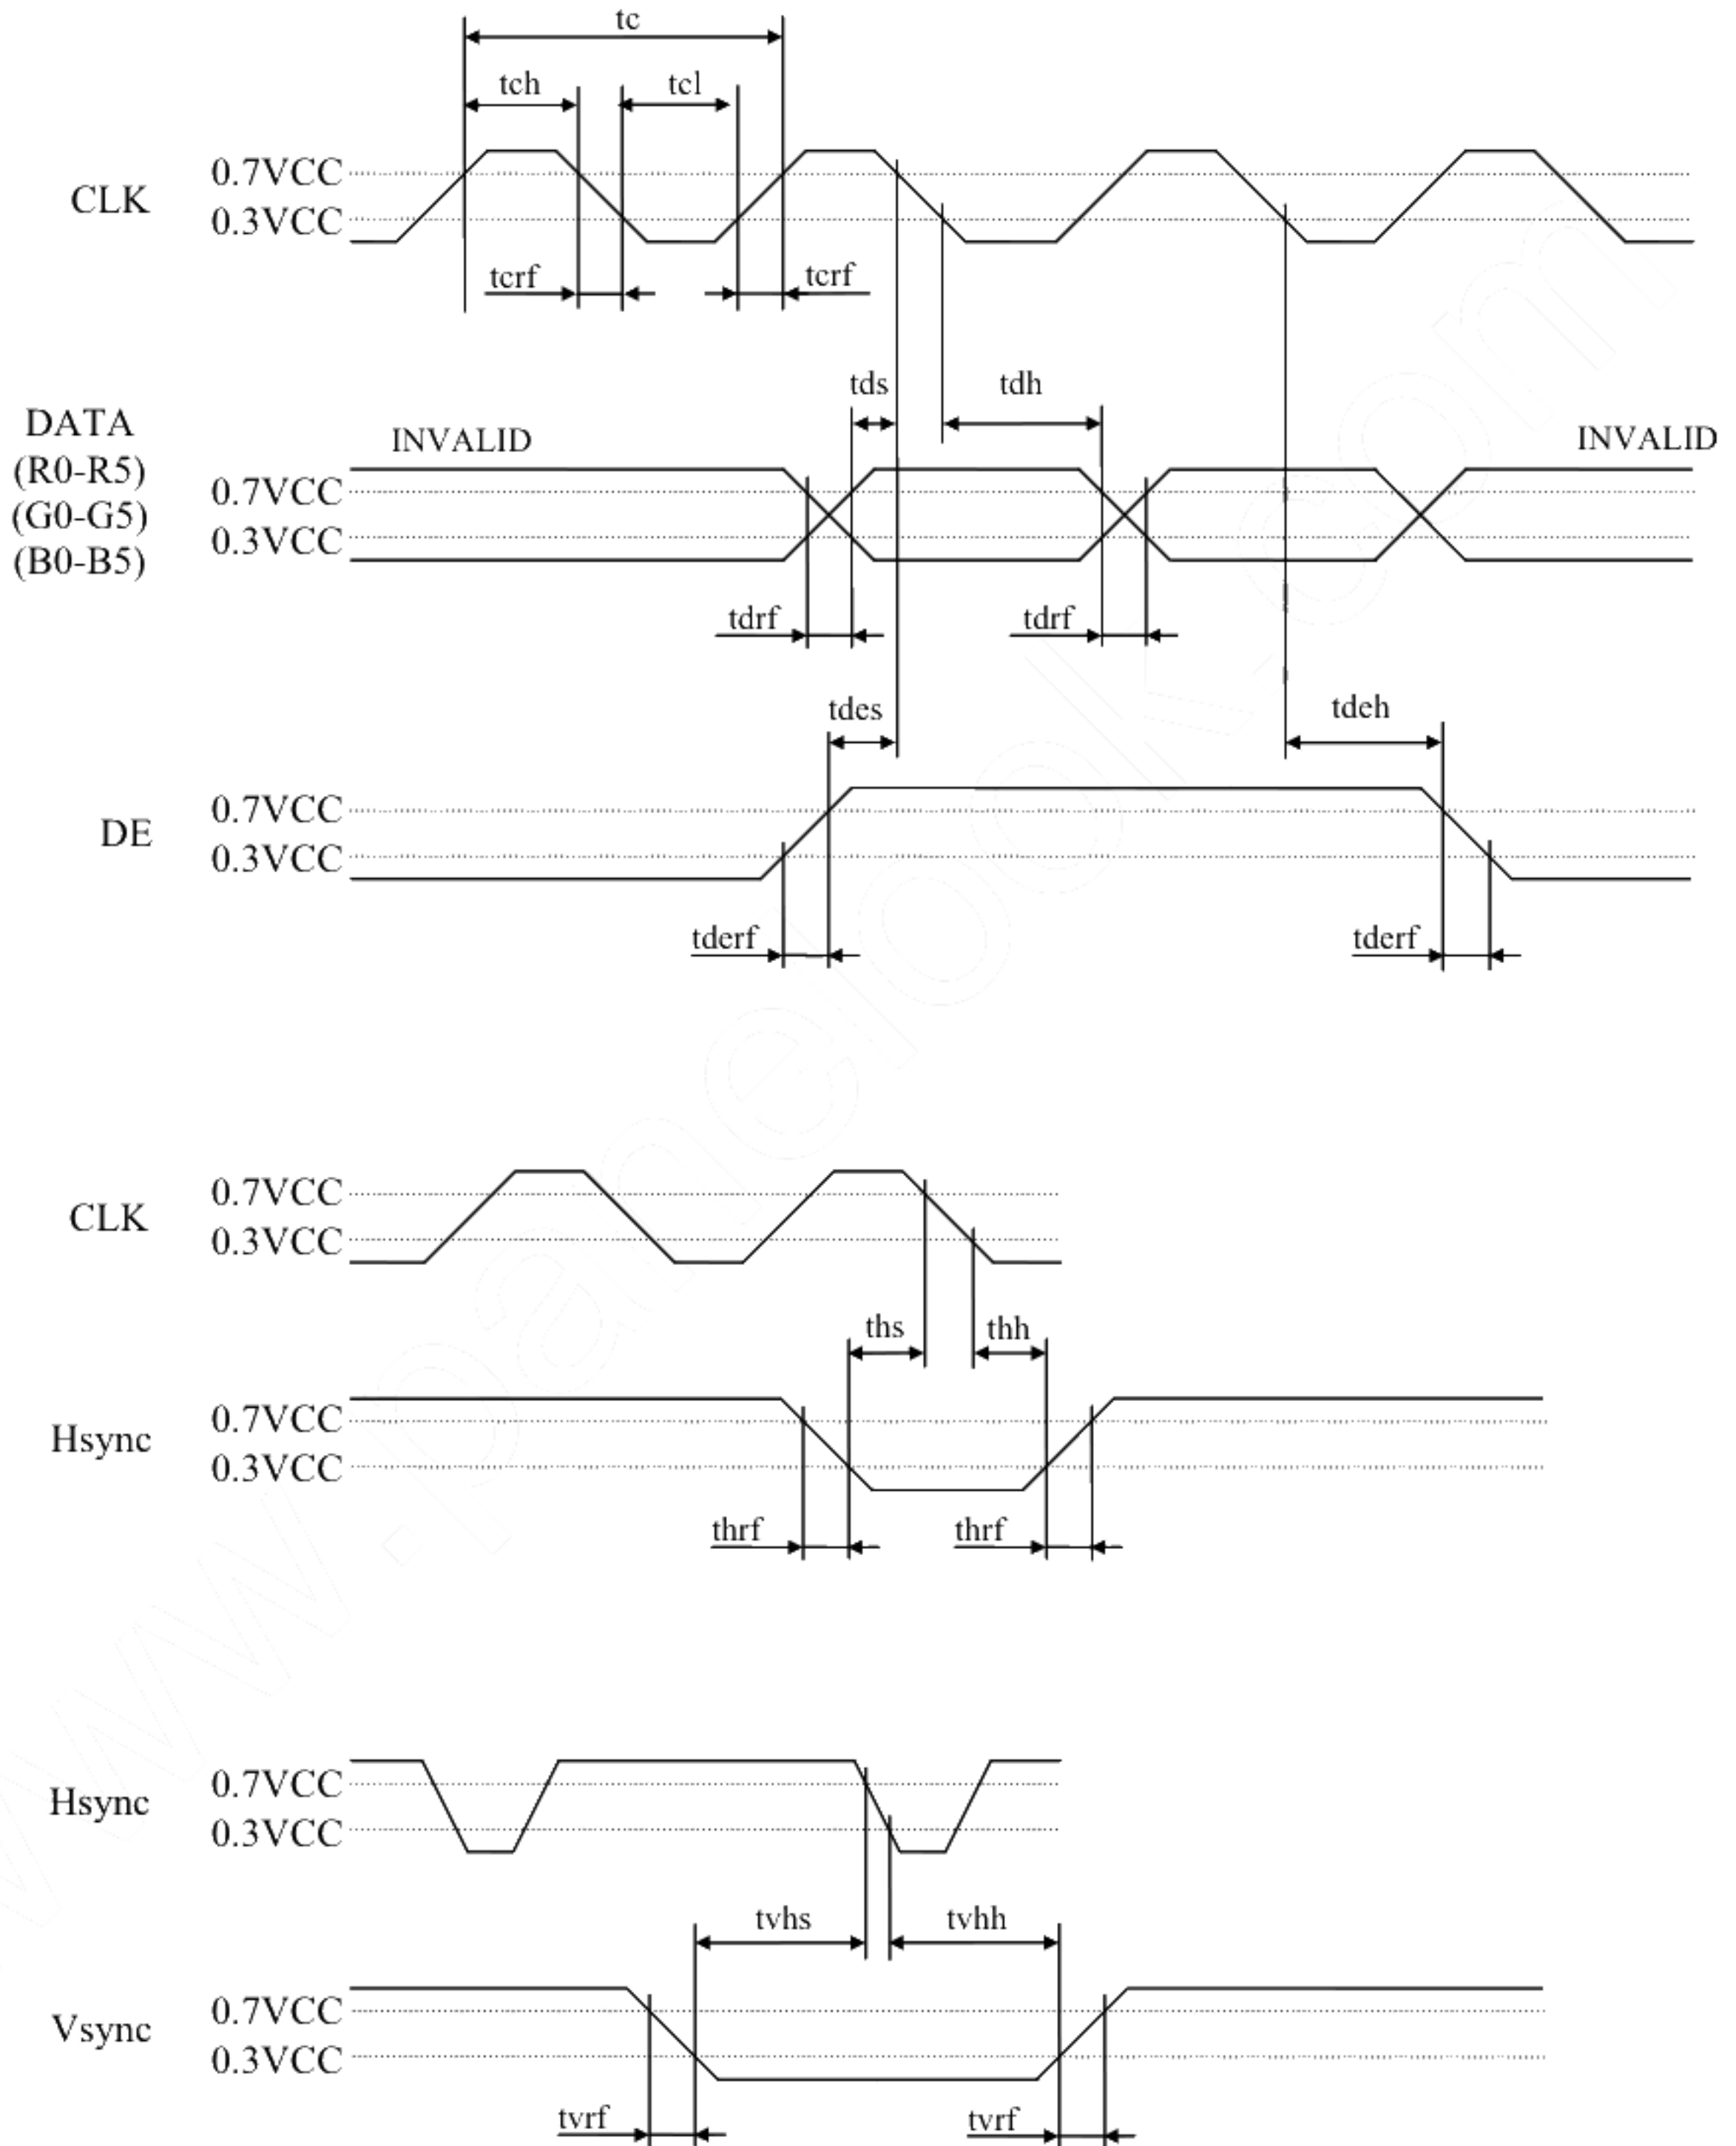 tc
tch
tcl
CLK
0.7VCC
0.3VCC
tcrf
tcrf
tds
tdh
DATA
(R0-R5)
(G0-G5)
(B0-B5)
INVALID
INVALID
0.7VCC
0.3VCC
tdrf
tdrf
tdes
tdeh
DE
0.7VCC
0.3VCC
tderf
tderf
CLK
0.7VCC
0.3VCC
ths
thh
Hsync
0.7VCC
0.3VCC
thrf
thrf
Hsync
0.7VCC
0.3VCC
tvhs
tvhh
Vsync
0.7VCC
0.3VCC
tvrf
tvrf
www.panelook.com